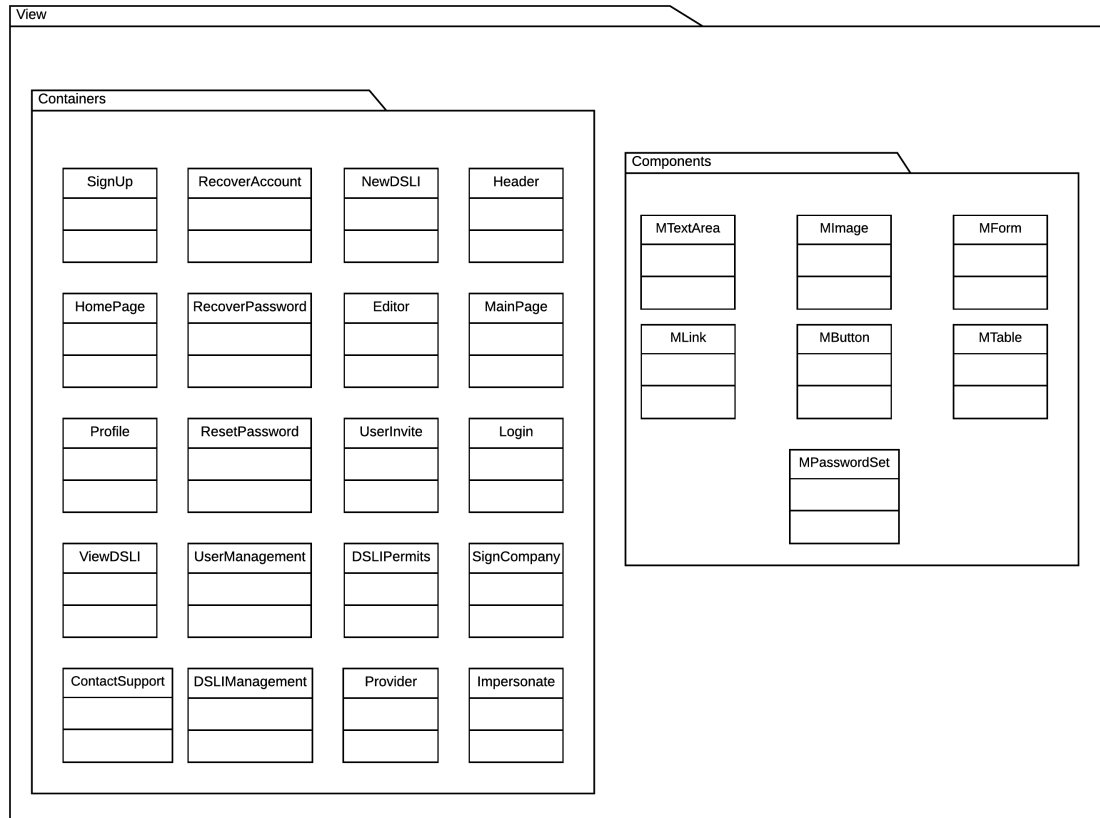 View
Containers
SignUp
RecoverAccount
NewDSLI
Header
HomePage
RecoverPassword
Editor
MainPage
Profile
ResetPassword
UserInvite
Login
ViewDSLI
UserManagement
DSLIPermits
SignCompany
ContactSupport
DSLIManagement
Provider
Impersonate
Components
MTextArea
MImage
MForm
MLink
MButton
MTable
MPasswordSet